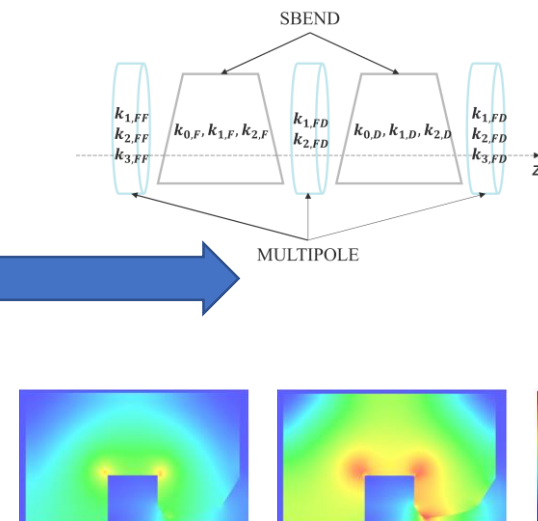 SBEND
k1,FF
k2,FF
k3,FF
k0,F, k1,F, k2,F
k1,FD
k2,FD
k0,D, k1,D, k2,D
k1,FD
k2,FD
k3,FD
z
MULTIPOLE